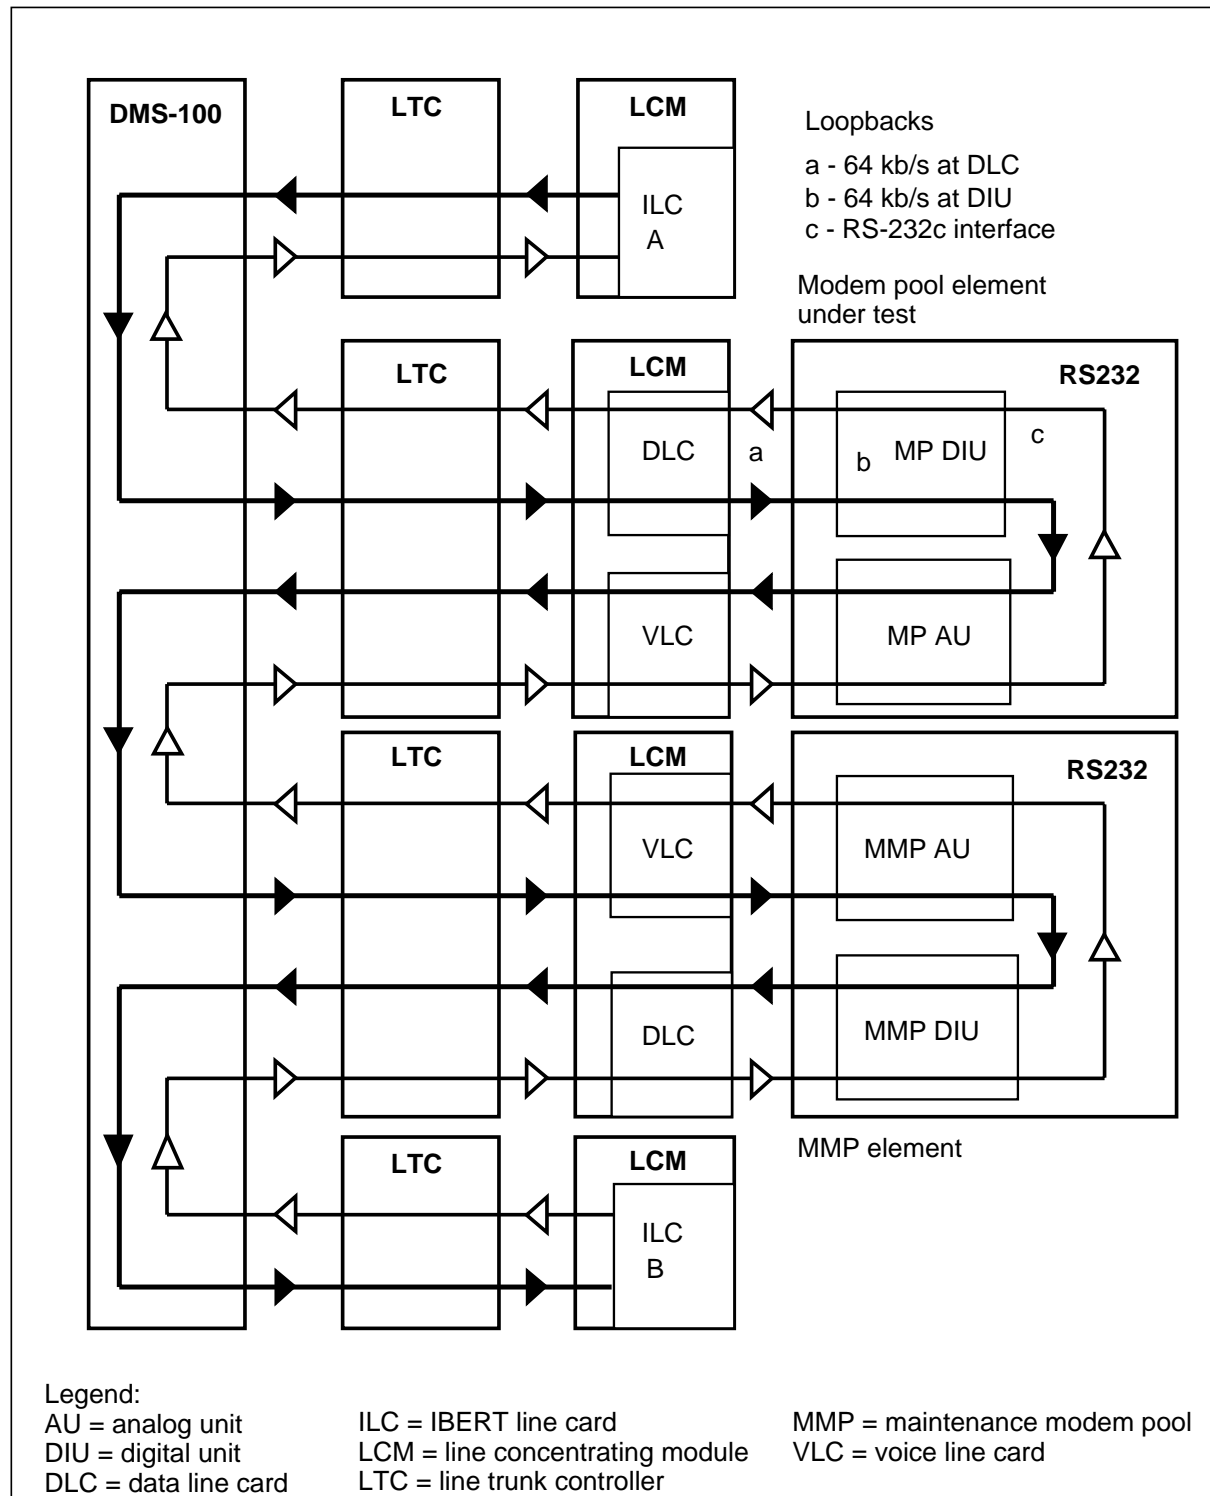 DMS-100
LTC
LCM
ILC
A
Loopbacks
a - 64 kb/s at DLC
b - 64 kb/s at DIU
c - RS-232c interface
Modem pool element
under test
LTC
LCM
RS232
DLC
a
b
MP DIU
c
VLC
MP AU
LTC
LCM
RS232
VLC
MMP AU
DLC
MMP DIU
MMP element
LTC
LCM
ILC
B
Legend:
AU = analog unit
DIU = digital unit
DLC = data line card
ILC = IBERT line card
LCM = line concentrating module
LTC = line trunk controller
MMP = maintenance modem pool
VLC = voice line card